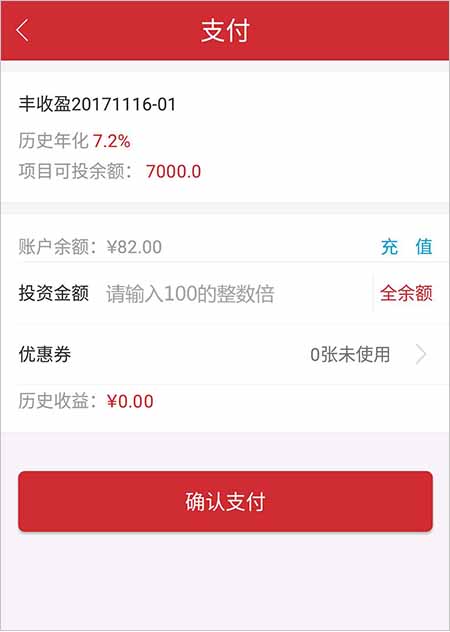 支付
丰收盈20171116-01
历史年化 7.2%
项目可投余额： 7000.0
账户余额：¥82.00 充 值
投资金额 请输入100的整数倍 全余额
优惠券 0张未使用
历史收益：¥0.00
确认支付